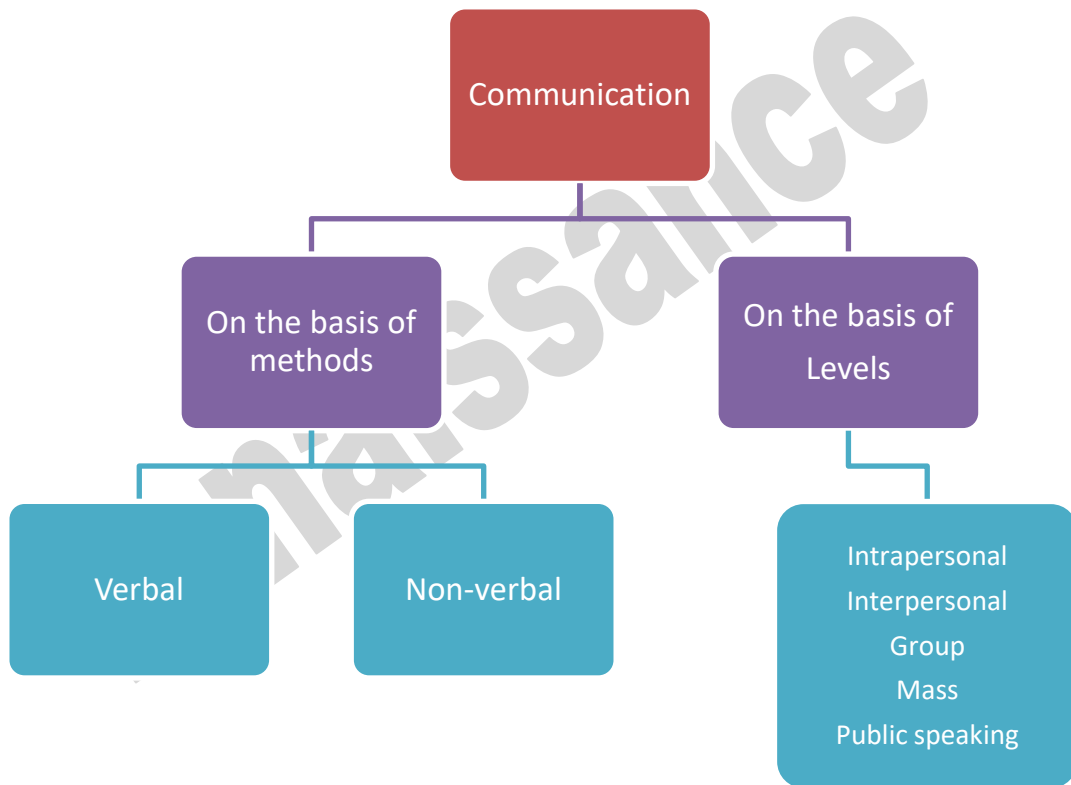 Communication
On the basis of
methods
On the basis of
Levels
Verbal
Non-verbal
Intrapersonal
Interpersonal
Group
Mass
Public speaking